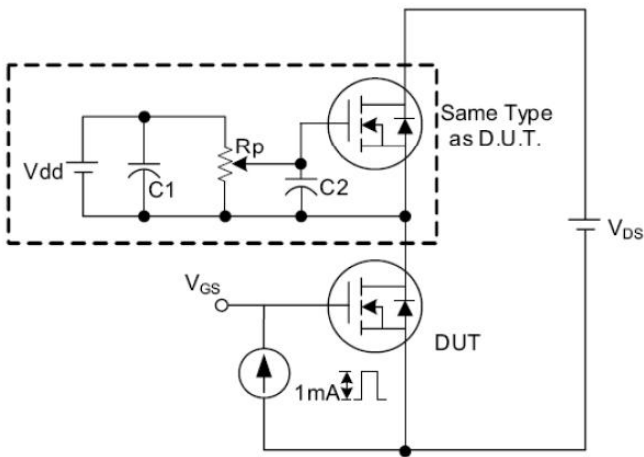 Same Type
as D.U.T.
Rp
Vdd
C1
C2
VDS
VGS
DUT
1mA